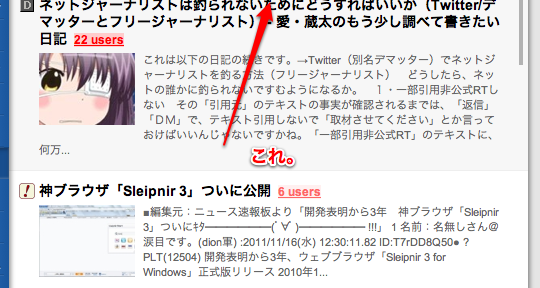 D ネットジャーナリストは釣られないためにどうすればいいか（Twitter/デ
マッターとフリージャーナリスト） - 愛・蔵太のもう少し調べて書きたい
日記 22 users
これは以下の日記の続きです。→Twitter（別名デマッター）でネットジ
ャーナリストを釣る方法（フリージャーナリスト） どうしたら、ネッ
トの誰かに釣られないですむようになるか。 １・一部引用非公式RTし
ない その「引用元」のテキストの事実が確認されるまでは、「返信」
「ＤＭ」で、テキスト引用しないで「取材させてください」とか言って
おけばいいんじゃないですかね。「一部引用非公式RT」のテキストに、
何万...
これ。
! 神ブラウザ「Sleipnir 3」ついに公開 6 users
■編集元：ニュース速報板より「開発表明から3年 神ブラウザ「Sleipnir
3」ついにｷﾀ━━━━━━(ﾟ∀ﾟ)━━━━━━ !!!」 1 名前：名無しさん＠
涙目です。(dion軍) :2011/11/16(水) 12:30:11.82 ID:T7rDD8Q50● ?
PLT(12504) 開発表明から3年、ウェブブラウザ「Sleipnir 3 for
Windows」正式版リリース 2010年1...